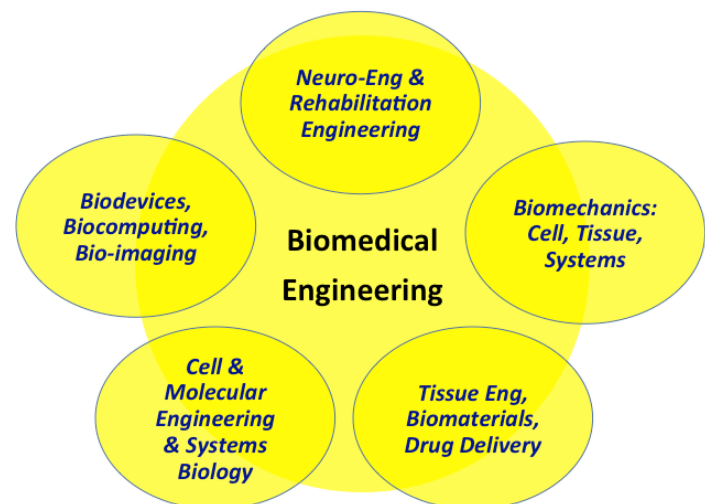 Neuro-Eng &
Rehabilitation
Engineering
Biodevices,
Biocomputing,
Bio-imaging
Biomechanics:
Cell, Tissue,
Systems
Biomedical
Engineering
Cell &
Molecular
Engineering
& Systems
Biology
Tissue Eng,
Biomaterials,
Drug Delivery